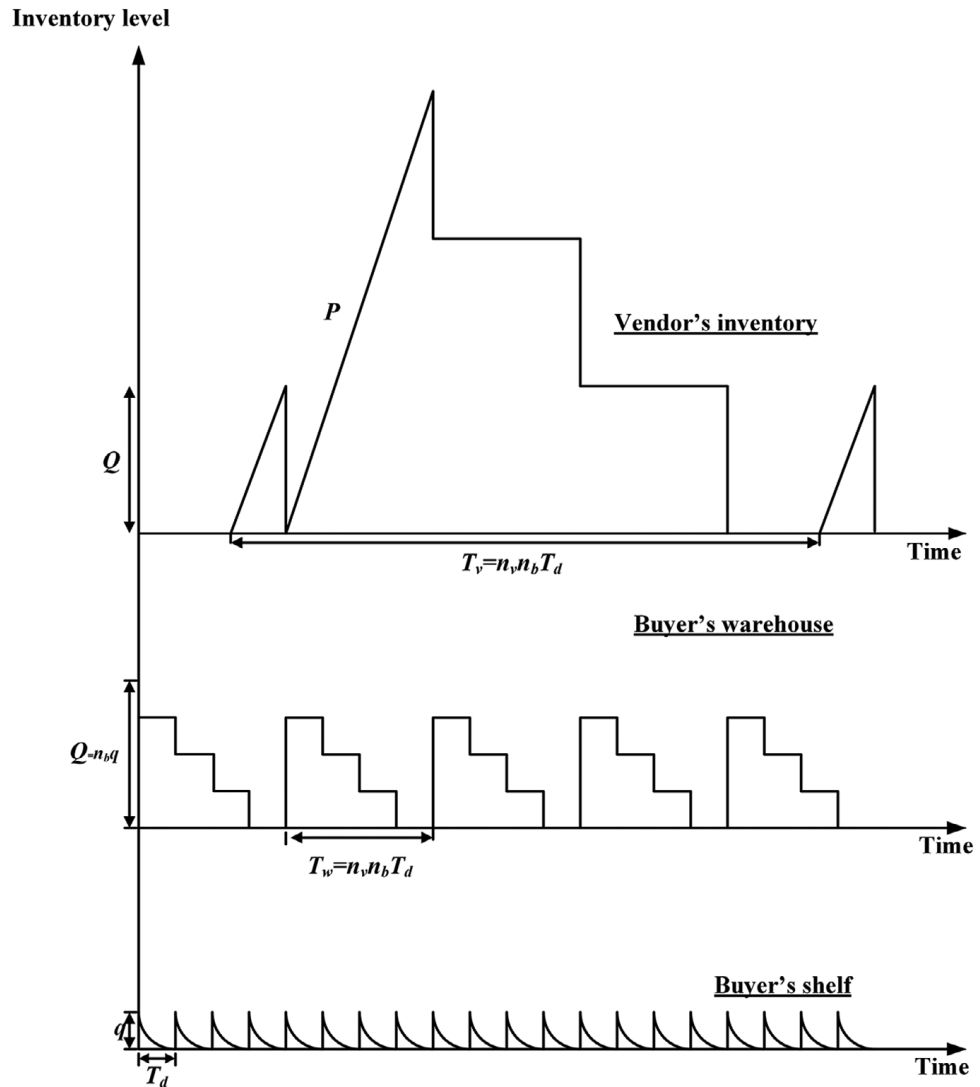 Inventory level
P
Vendor's inventory
Q
Time
Tv=nvnbTd
Buyer's warehouse
Q=nbq
Time
Tw=nvnbTd
Buyer's shelf
q
Time
Td